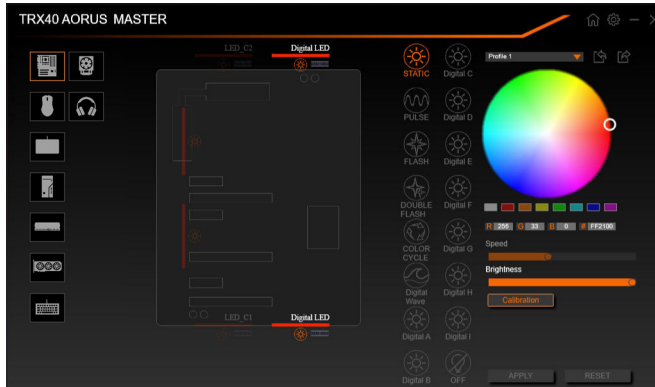 TRX40 AORUS MASTER
LED_C2 Digital LED
STATIC Digital C
PULSE Digital D
FLASH Digital E
DOUBLE FLASH Digital F
COLOR CYCLE Digital G
Digital Wave Digital H
Digital A Digital I
Digital B OFF
Profile 1
R 255 G 33 B 0 # FF2100
Speed
Brightness
Calibration
LED_C1 Digital LED
APPLY RESET